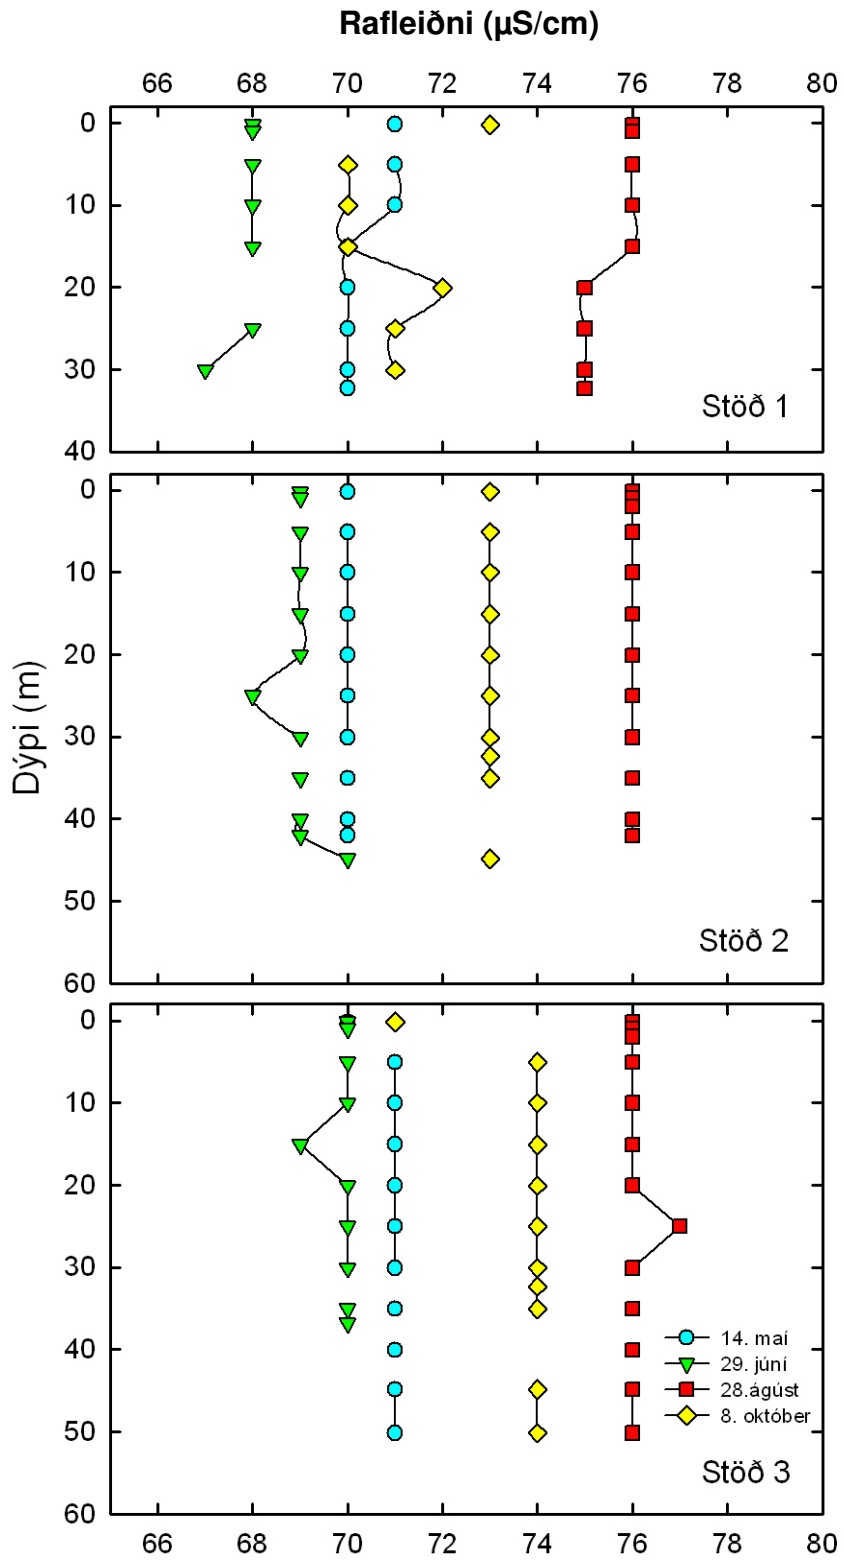 Rafleiðni (µS/cm)
66 68 70 72 74 76 78 80
0
10
20
30
40
Stöð 1
0
10
20
30
40
50
60
Stöð 2
Dýpi (m)
0
10
20
30
40
50
60
14. maí
29. júní
28.ágúst
8. október
Stöð 3
66 68 70 72 74 76 78 80